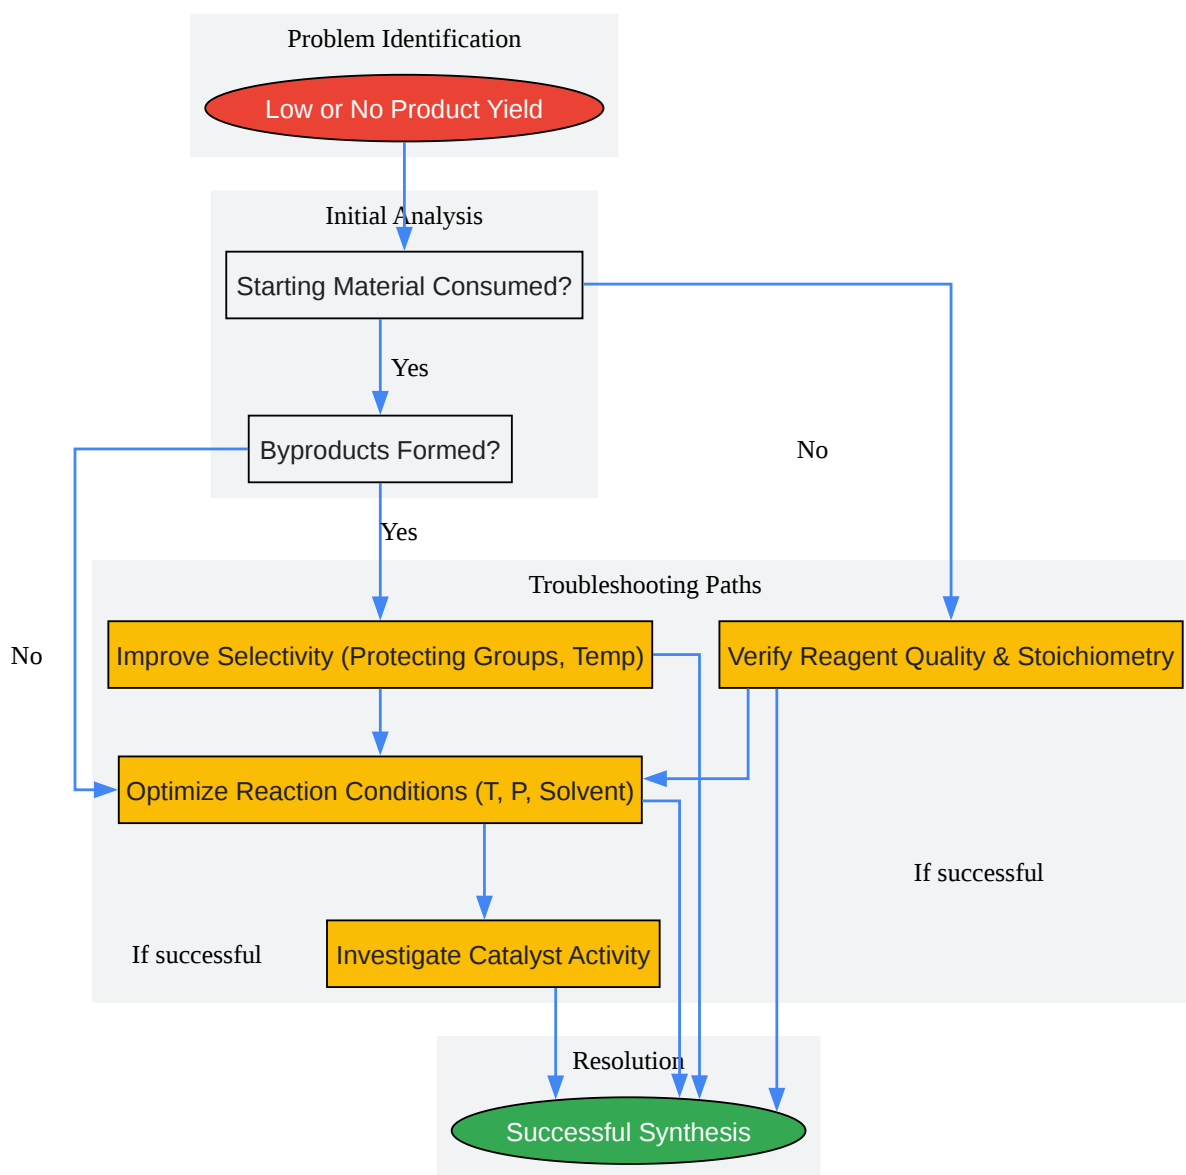 Problem Identification
Low or No Product Yield
Initial Analysis
Starting Material Consumed?
Yes
Byproducts Formed?
No
Yes
Troubleshooting Paths
No
Improve Selectivity (Protecting Groups, Temp)
Verify Reagent Quality & Stoichiometry
Optimize Reaction Conditions (T, P, Solvent)
If successful
If successful
Investigate Catalyst Activity
Resolution
Successful Synthesis